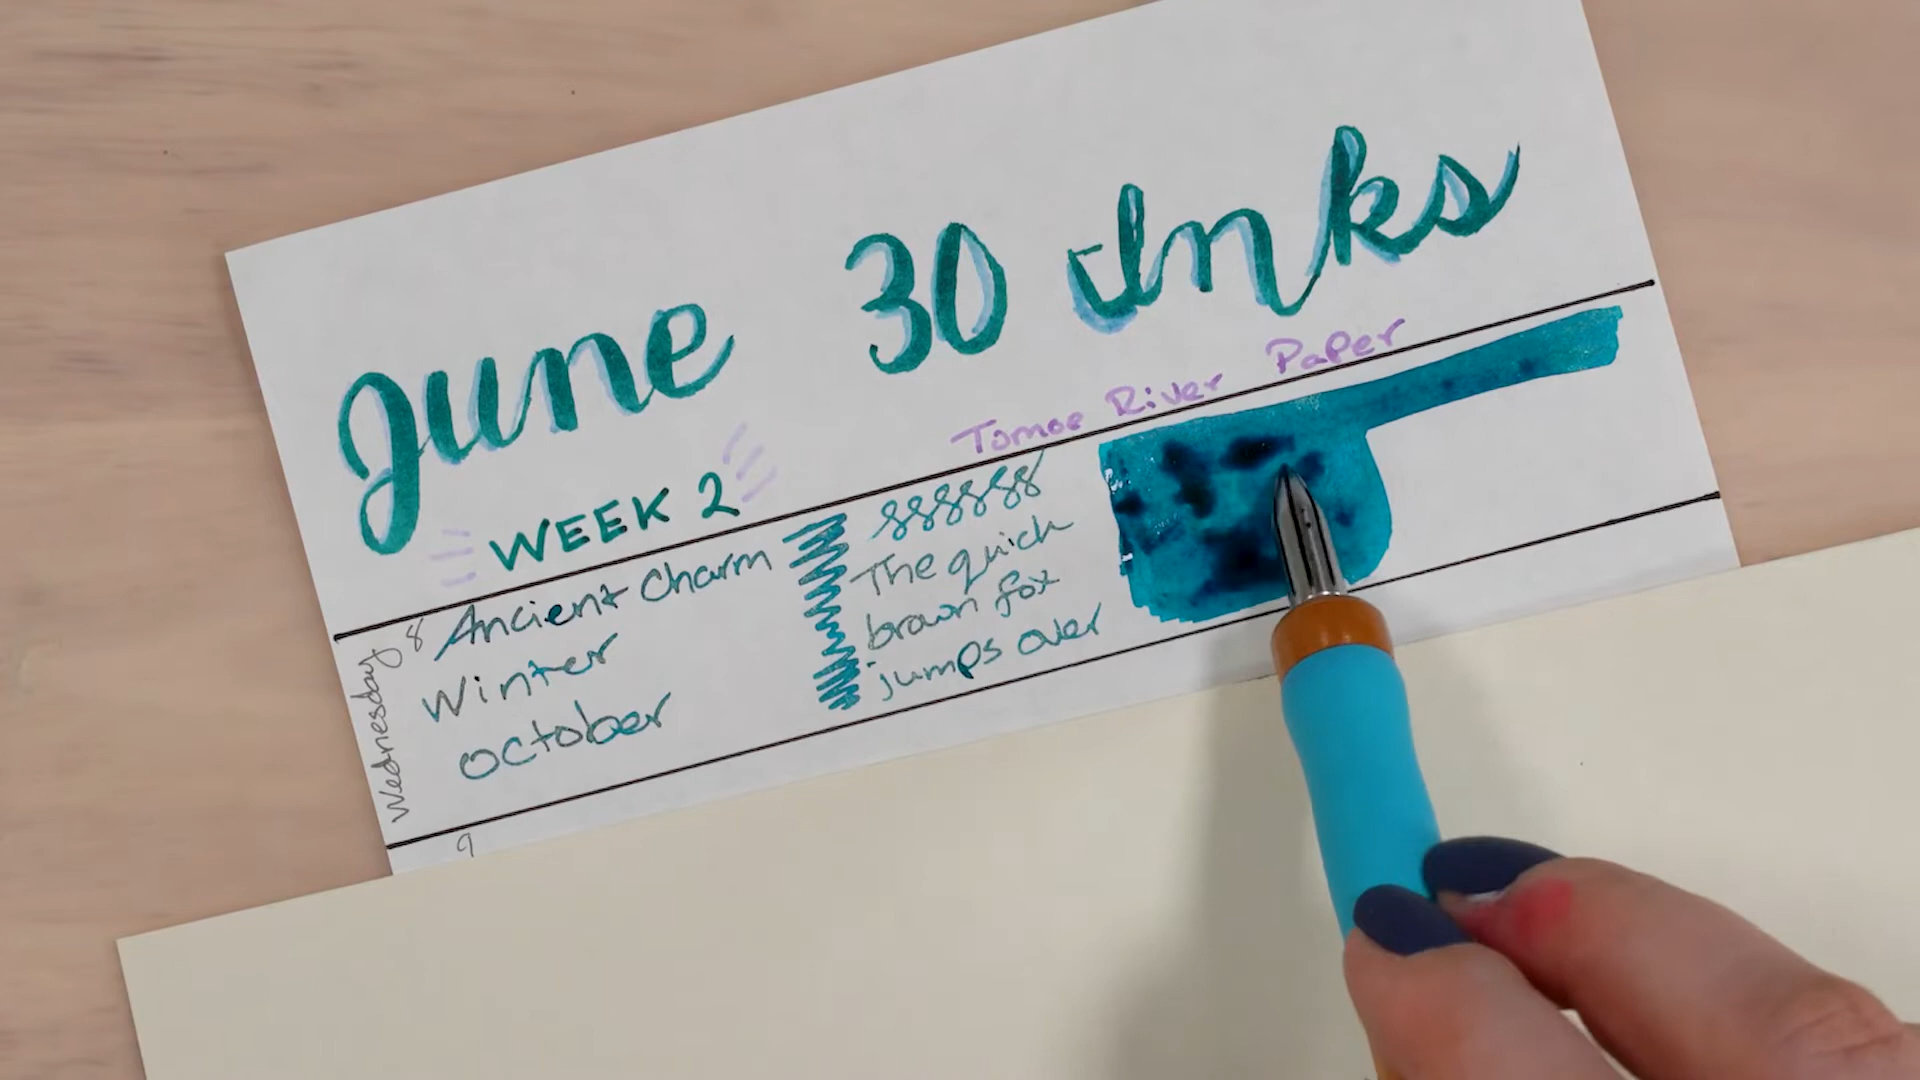 June 30 Inks
WEEK 2
Tomoe River Paper
Wednesday
8
Ancient Charm
Winter
October
ssssss
The quick
brown fox
jumps over
9